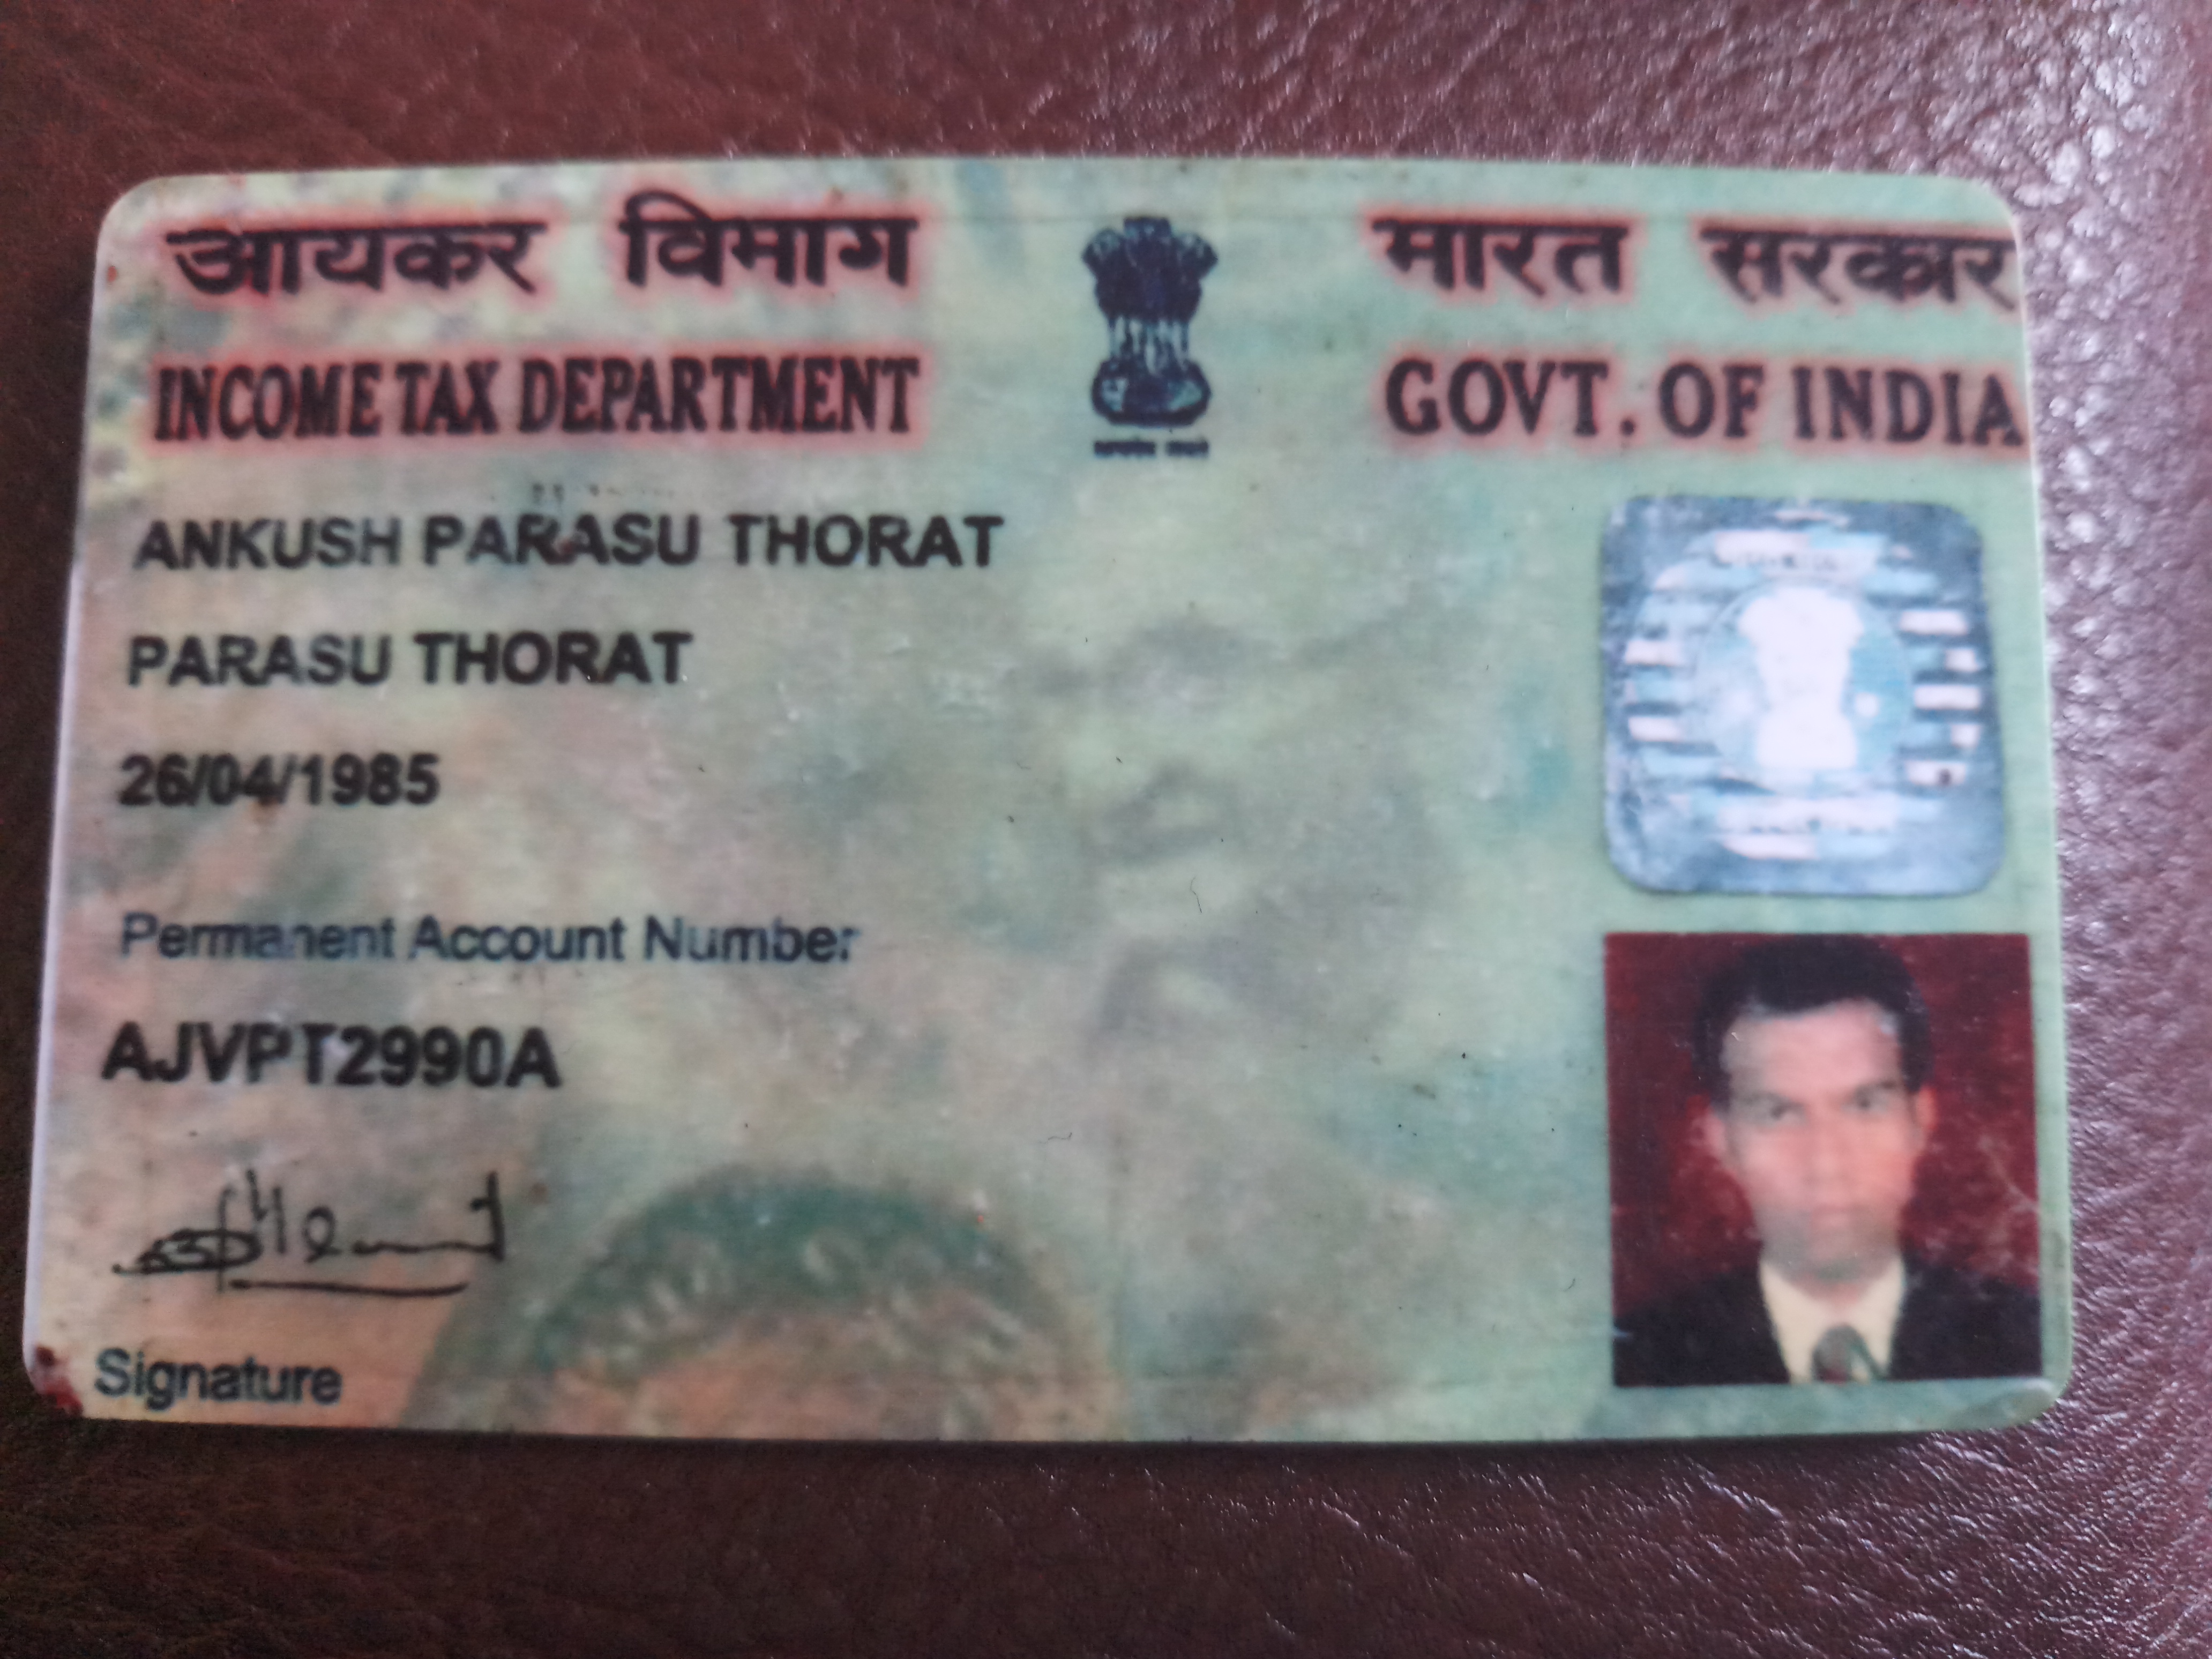 आयकर विभाग
INCOME TAX DEPARTMENT
भारत सरकार
GOVT. OF INDIA
ANKUSH PARASU THORAT
PARASU THORAT
26/04/1985
Permanent Account Number
AJVPT2990A
Signature